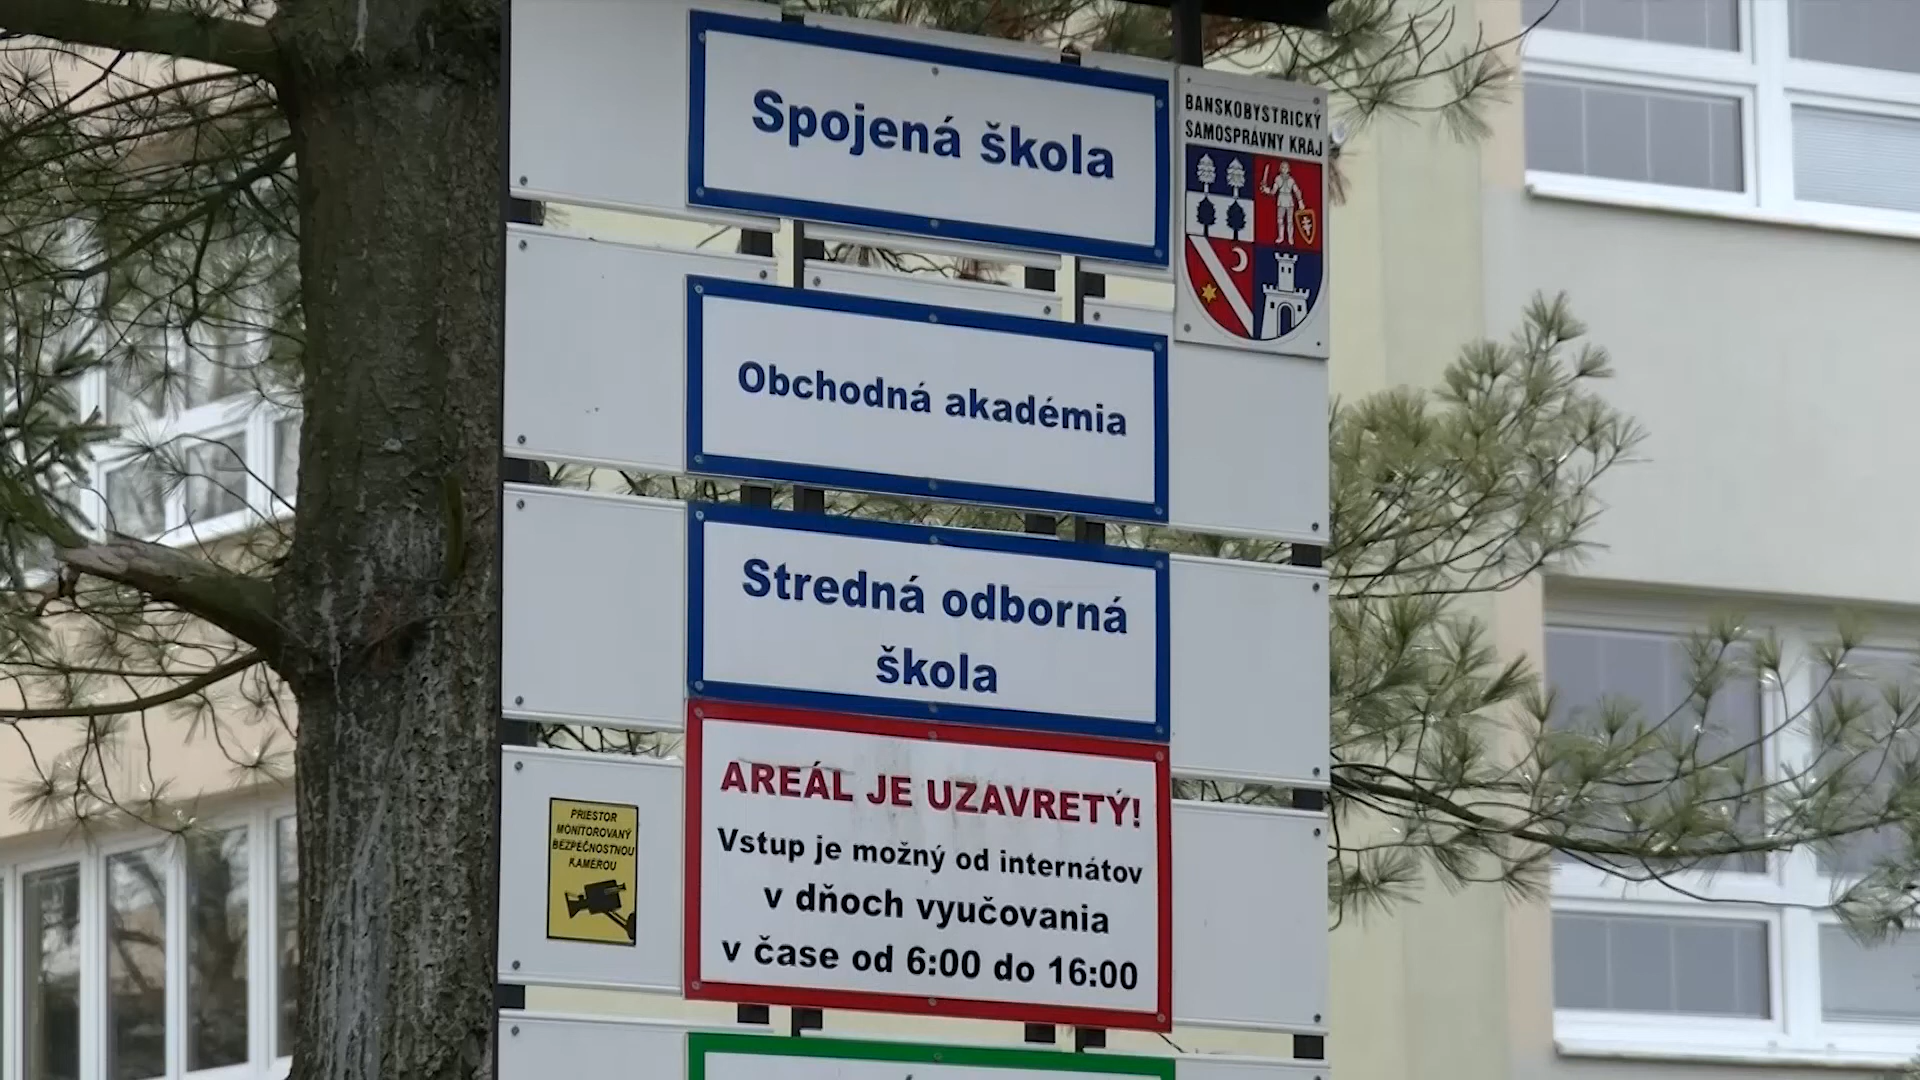 Spojená škola
BANSKOBYSTRICKÝ
SAMOSPRÁVNY KRAJ
Obchodná akadémia
Stredná odborná
škola
AREÁL JE UZAVRETÝ!
Vstup je možný od internátov
v dňoch vyučovania
v čase od 6:00 do 16:00
PRIESTOR
MONITOROVANÝ
BEZPEČNOSTNOU
KAMEROU